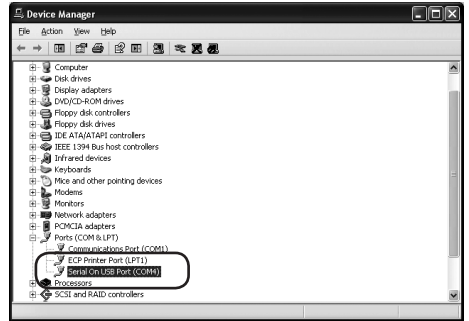 Device Manager
File Action View Help
Computer
Disk drives
Display adapters
DVD/CD-ROM drives
Floppy disk controllers
Floppy disk drives
IDE ATA/ATAPI controllers
IEEE 1394 Bus host controllers
Infrared devices
Keyboards
Mice and other pointing devices
Modems
Monitors
Network adapters
PCMCIA adapters
Ports (COM & LPT)
Communications Port (COM1)
ECP Printer Port (LPT1)
Serial On USB Port (COM4)
Processors
SCSI and RAID controllers